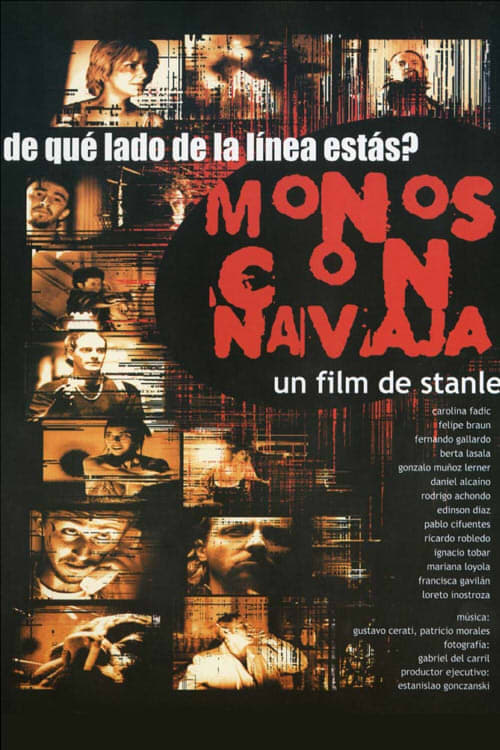 de qué lado de la línea estás?
MONOS
CON
NAVAJA
un film de stanle
carolina fadic
felipe braun
fernando gallardo
berta lasala
gonzalo muñoz lerner
daniel alcaino
rodrigo achondo
edinson díaz
pablo cifuentes
ricardo robledo
ignacio tobar
mariana loyola
francisca gavilán
loreto inostroza
música:
gustavo cerati, patricio morales
fotografía:
gabriel del carril
productor ejecutivo:
estanislao gonczanski